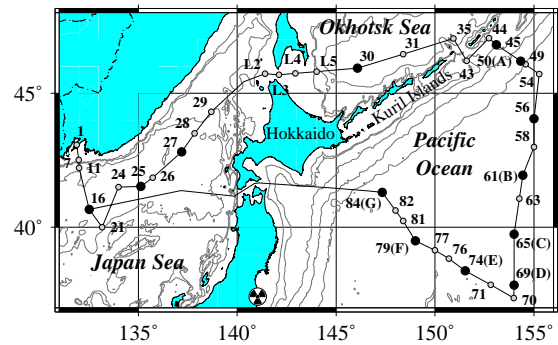 Okhotsk Sea
35
44
45
31
L2
L4
L5
30
L3
43
50(A)
49
54
45°
29
56
Kuril Islands
1
28
Hokkaido
58
27
7
11
Pacific
Ocean
24
25
26
61(B)
16
63
84(G)
82
81
40°
21
65(C)
79(F)
77
76
74(E)
69(D)
Japan Sea
71
70
135°
140°
145°
150°
155°